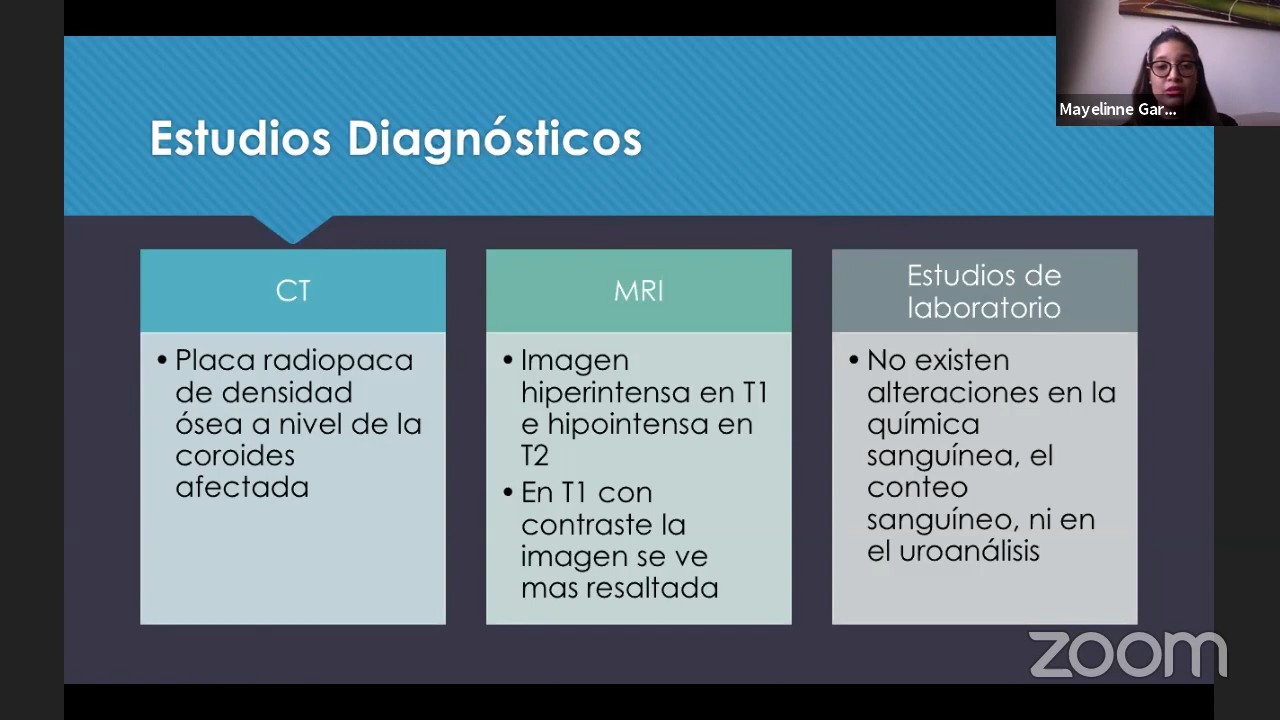 Mayelinne Gar...
Estudios Diagnósticos
CT
• Placa radiopaca
de densidad
ósea a nivel de la
coroides
afectada
MRI
• Imagen
hiperintensa en T1
e hipointensa en
T2
• En T1 con
contraste la
imagen se ve
mas resaltada
Estudios de
laboratorio
• No existen
alteraciones en la
química
sanguínea, el
conteo
sanguíneo, ni en
el uroanálisis
zoom